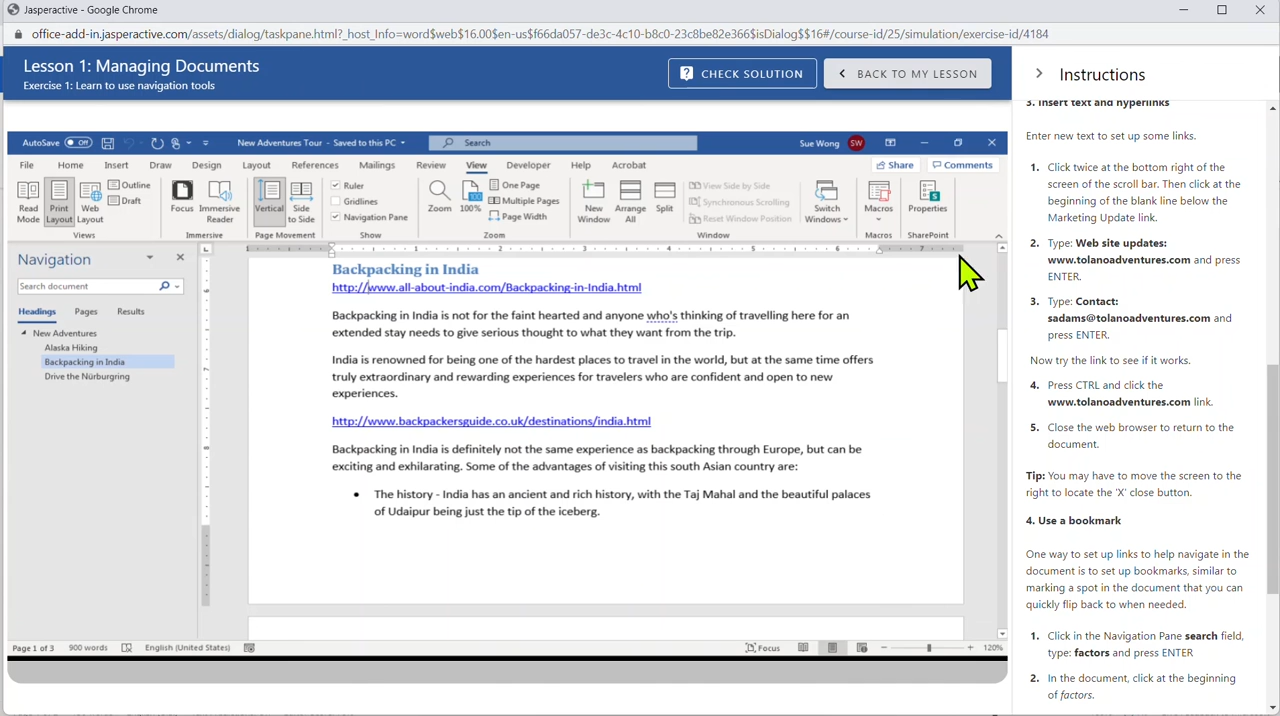 Jasperactive - Google Chrome
office-add-in.jasperactive.com/assets/dialog/taskpane.html?_host_Info=word$web$16.00$en-us$f66da057-de3c-4c10-b8c0-23c8be82e366$isDialog$$16#/course-id/25/simulation/exercise-id/4184
Lesson 1: Managing Documents
Exercise 1: Learn to use navigation tools
CHECK SOLUTION
BACK TO MY LESSON
AutoSave Off
New Adventures Tour - Saved to this PC
Search
Sue Wong SW
File Home Insert Draw Design Layout References Mailings Review View Developer Help Acrobat
Share Comments
Read Mode
Print Layout
Web Layout
Outline
Draft
Views
Focus
Immersive Reader
Immersive
Vertical
Side to Side
Page Movement
Ruler
Gridlines
Navigation Pane
Show
Zoom
100
100%
One Page
Multiple Pages
Page Width
Zoom
New Window
Arrange All
Split
View Side by Side
Synchronous Scrolling
Reset Window Position
Switch Windows
Window
Macros
Macros
Properties
SharePoint
Navigation
Search document
Headings Pages Results
New Adventures
Alaska Hiking
Backpacking in India
Drive the Nürburgring
1 1 2 3 4 5 6 7
6
7
8
Backpacking in India
http://www.all-about-india.com/Backpacking-in-India.html
Backpacking in India is not for the faint hearted and anyone who's thinking of travelling here for an
extended stay needs to give serious thought to what they want from the trip.
India is renowned for being one of the hardest places to travel in the world, but at the same time offers
truly extraordinary and rewarding experiences for travelers who are confident and open to new
experiences.
http://www.backpackersguide.co.uk/destinations/india.html
Backpacking in India is definitely not the same experience as backpacking through Europe, but can be
exciting and exhilarating. Some of the advantages of visiting this south Asian country are:
• The history - India has an ancient and rich history, with the Taj Mahal and the beautiful palaces
of Udaipur being just the tip of the iceberg.
Page 1 of 3 900 words English (United States) Focus 120%
Instructions
3. Insert text and hyperlinks
Enter new text to set up some links.
1. Click twice at the bottom right of the
screen of the scroll bar. Then click at the
beginning of the blank line below the
Marketing Update link.
2. Type: Web site updates:
www.tolanoadventures.com and press
ENTER.
3. Type: Contact:
sadams@tolanoadventures.com and
press ENTER.
Now try the link to see if it works.
4. Press CTRL and click the
www.tolanoadventures.com link.
5. Close the web browser to return to the
document.
Tip: You may have to move the screen to the
right to locate the 'X' close button.
4. Use a bookmark
One way to set up links to help navigate in the
document is to set up bookmarks, similar to
marking a spot in the document that you can
quickly flip back to when needed.
1. Click in the Navigation Pane search field,
type: factors and press ENTER
2. In the document, click at the beginning
of factors.